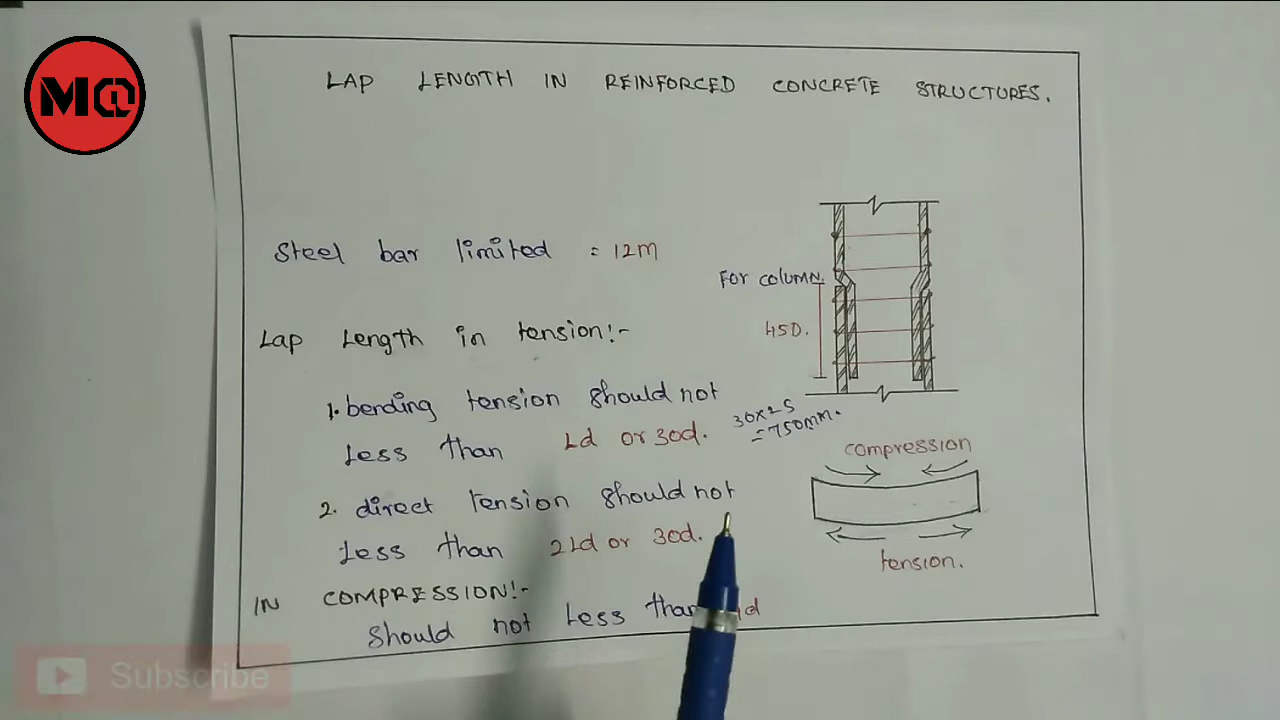 M@
LAP LENGTH IN REINFORCED CONCRETE STRUCTURES.
Steel bar limited = 12M
For column.
45D.
Lap Length in tension:-
1. bending tension should not
Less than Ld or 30d.
30x25
=750mm.
compression
2. direct tension should not
Less than 2Ld or 30d.
tension.
IN COMPRESSION:-
Should not Less than
Subscribe